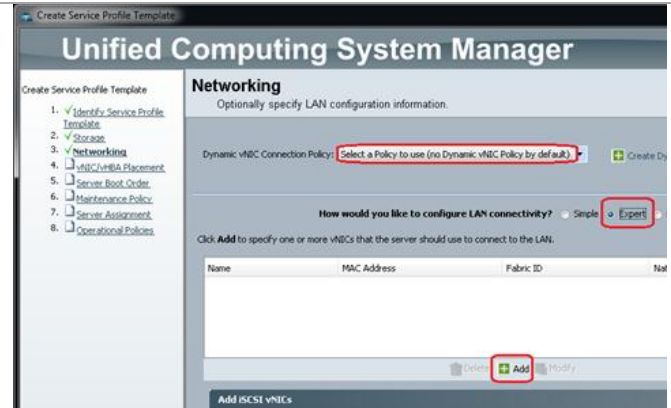 Create Service Profile Template
Unified Computing System Manager
Create Service Profile Template
1. √Identify Service Profile
Template
2. √Storage
3. √Networking
4. vNIC/vHBA Placement
5. Server Boot Order
6. Maintenance Policy
7. Server Assignment
8. Operational Policies
Networking
Optionally specify LAN configuration information.
Dynamic vNIC Connection Policy: Select a Policy to use (no Dynamic vNIC Policy by default) Create Dy
How would you like to configure LAN connectivity? Simple Expert
Click Add to specify one or more vNICs that the server should use to connect to the LAN.
Name MAC Address Fabric ID Nat
Delete Add Modify
Add iSCSI vNICs